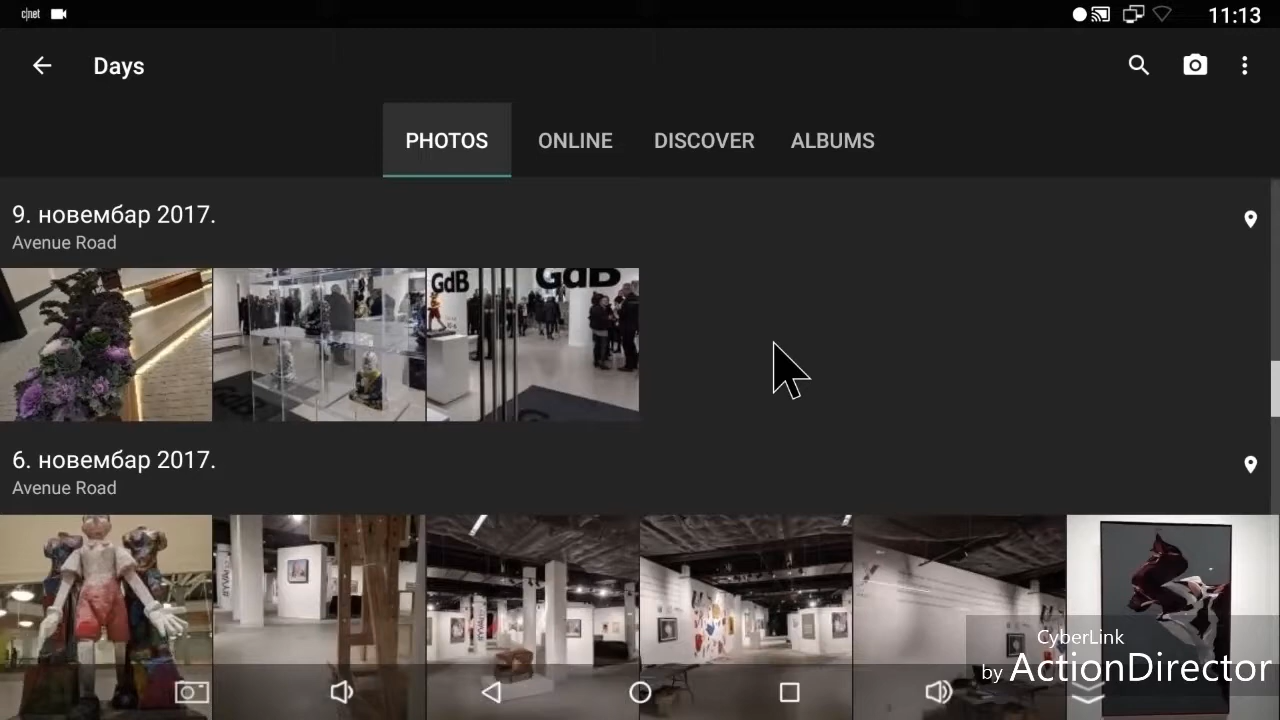 c|net
11:13
Days
PHOTOS ONLINE DISCOVER ALBUMS
9. новембар 2017.
Avenue Road
GdB GdB
6. новембар 2017.
Avenue Road
CyberLink
by ActionDirector